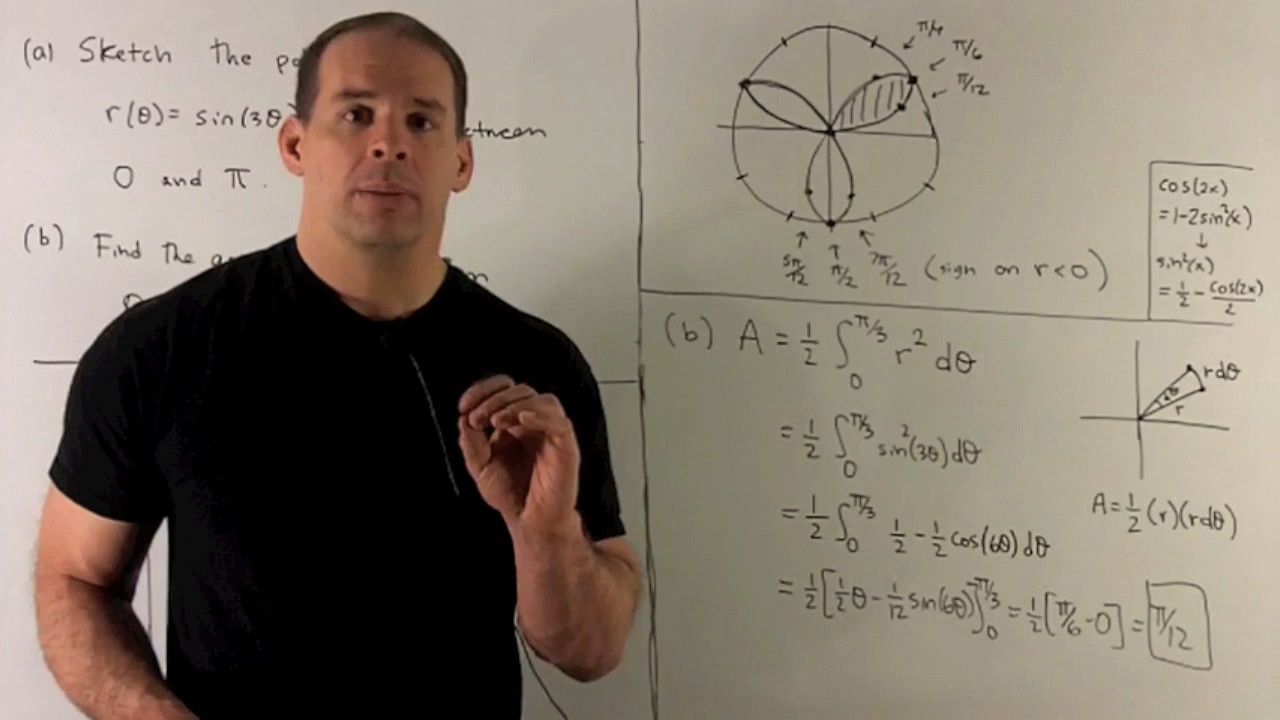 (a) Sketch the
r(θ) = sin(3θ
0 and π.
(b) Find the
π/4
π/6
π/12
5π/12 π/2 7π/12 (sign on r<0)
cos(2x)
=1-2sin²(x)
↓
sin²(x)
= 1/2 - cos(2x)/2
(b) A = 1/2 ∫₀^π/3 r² dθ
= 1/2 ∫₀^π/3 sin²(3θ)dθ
= 1/2 ∫₀^π/3 1/2 - 1/2 cos(6θ) dθ
= 1/2 [1/2 θ - 1/12 sin(6θ)]₀^π/3 = 1/2 [π/6 - 0] = π/12
rdθ
dθ
r
A = 1/2 (r)(rdθ)